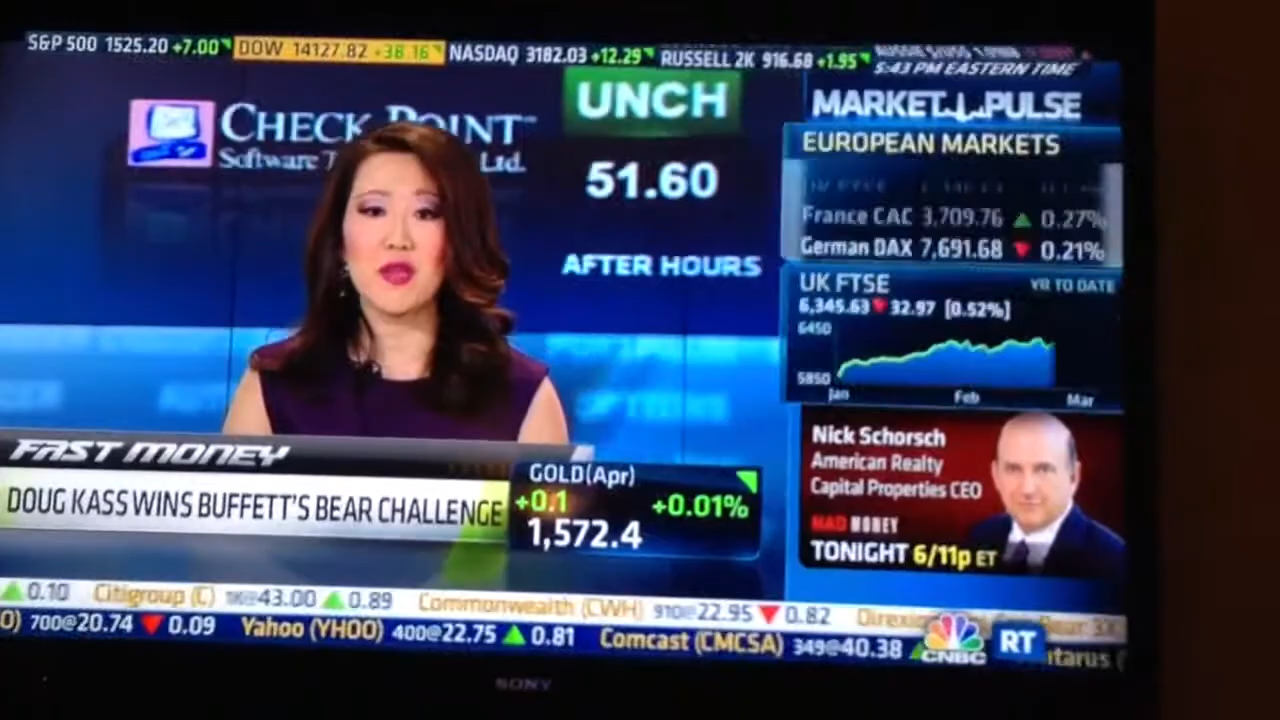 S&P 500 1525.20 +7.00
DOW 14127.82 +38.16
NASDAQ 3182.03 +12.29
RUSSELL 2K 916.68 +1.95
5:43 PM EASTERN TIME
CHECK POINT
Software Ltd.
UNCH
51.60
AFTER HOURS
MARKET PULSE
EUROPEAN MARKETS
France CAC 3,709.76 ▲ 0.27%
German DAX 7,691.68 ▼ 0.21%
UK FTSE YR TO DATE
6,345.63 ▼ 32.97 [0.52%]
6450
5850
Jan Feb Mar
Nick Schorsch
American Realty
Capital Properties CEO
MAD MONEY
TONIGHT 6/11p ET
FAST MONEY
DOUG KASS WINS BUFFETT'S BEAR CHALLENGE
GOLD(Apr)
+0.1 +0.01%
1,572.4
▲ 0.10 Citigroup (C) 43.00 ▲ 0.89 Commonwealth (CWH) 910@22.95 ▼ 0.82
700@20.74 ▼ 0.09 Yahoo (YHOO) 400@22.75 ▲ 0.81 Comcast (CMCSA) 349@40.38
CNBC
RT
SONY